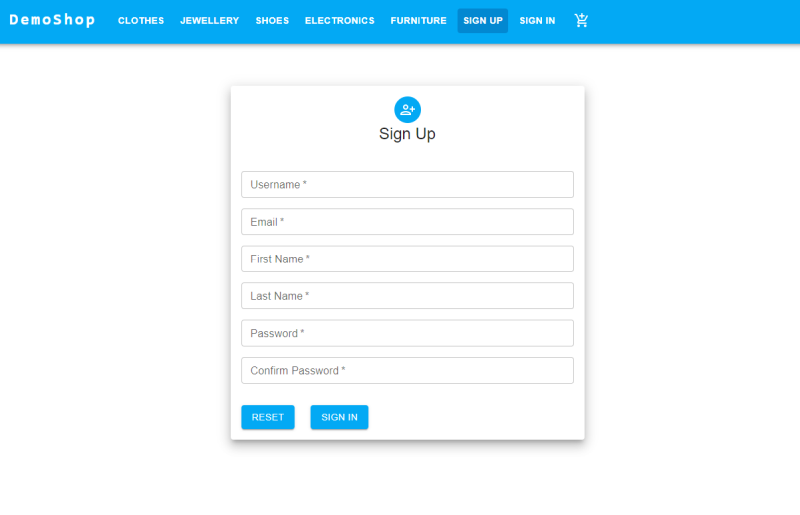 DemoShop CLOTHES JEWELLERY SHOES ELECTRONICS FURNITURE SIGN UP SIGN IN
Sign Up
Username *
Email *
First Name *
Last Name *
Password *
Confirm Password *
RESET SIGN IN